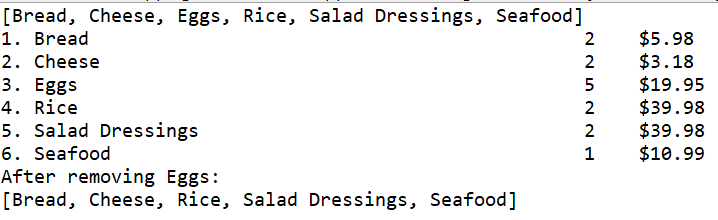 [Bread, Cheese, Eggs, Rice, Salad Dressings, Seafood]
1. Bread 2 $5.98
2. Cheese 2 $3.18
3. Eggs 5 $19.95
4. Rice 2 $39.98
5. Salad Dressings 2 $39.98
6. Seafood 1 $10.99
After removing Eggs:
[Bread, Cheese, Rice, Salad Dressings, Seafood]